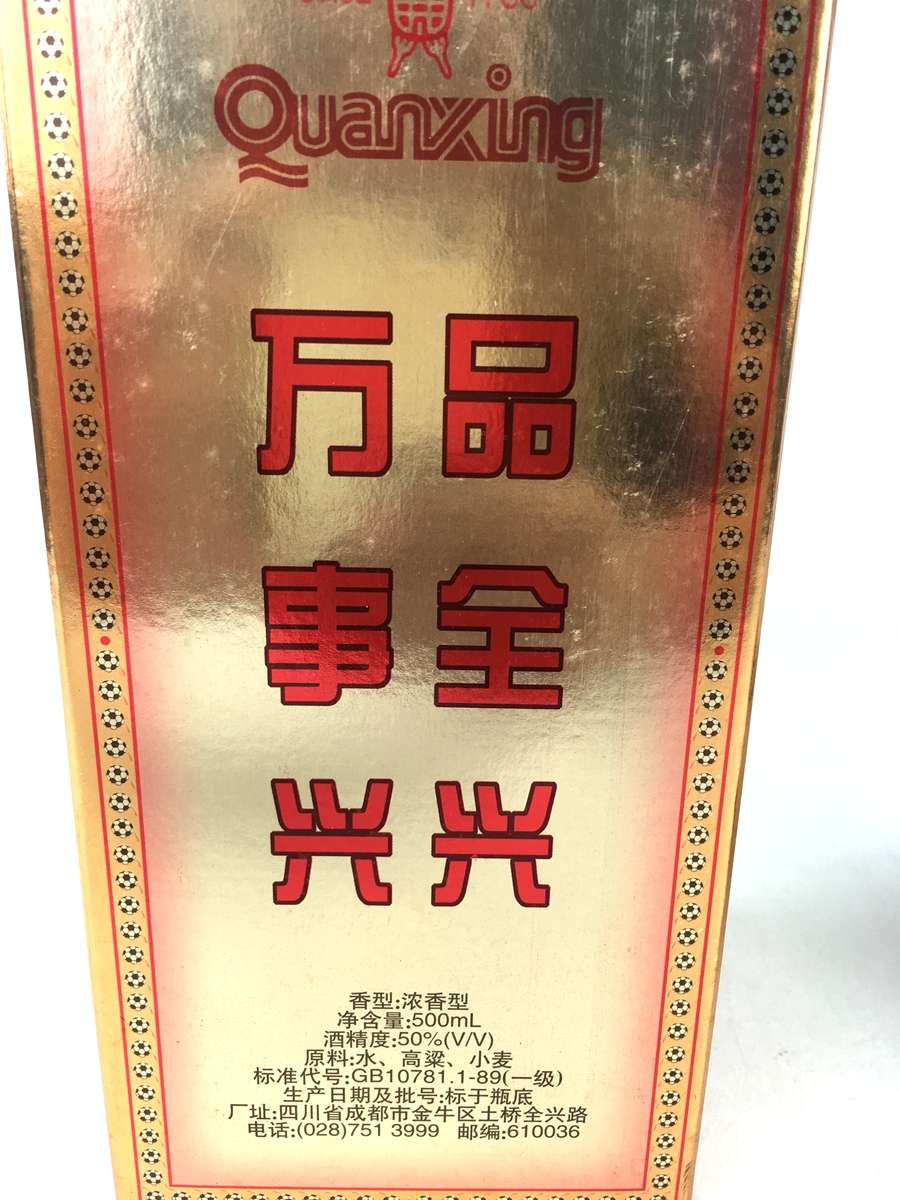 Quanxing
品全兴
万事兴
香型:浓香型
净含量:500mL
酒精度:50%(V/V)
原料:水、高粱、小麦
标准代号:GB10781.1-89(一级)
生产日期及批号:标于瓶底
厂址:四川省成都市金牛区土桥全兴路
电话:(028)751 3999 邮编:610036